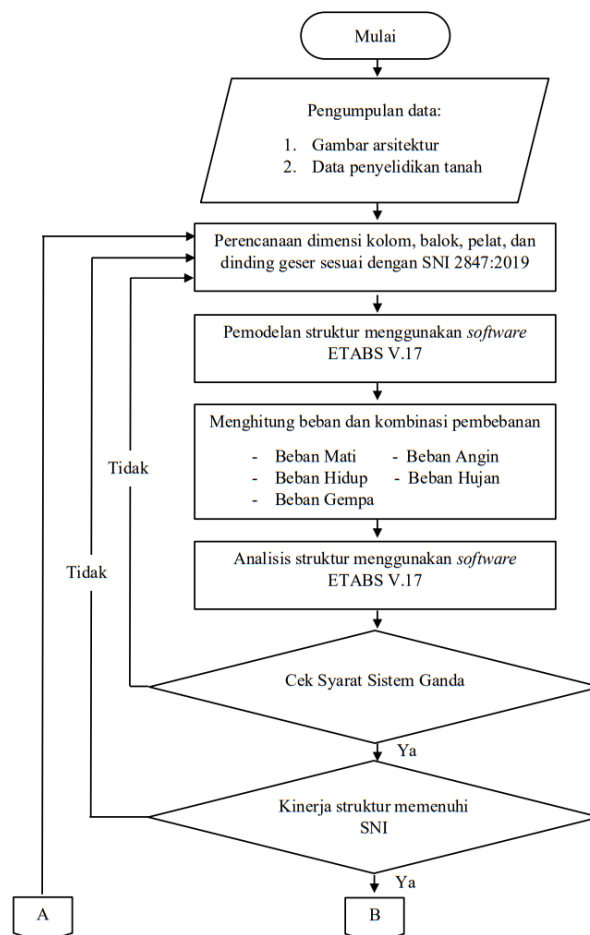 Mulai
Pengumpulan data:
1. Gambar arsitektur
2. Data penyelidikan tanah
Perencanaan dimensi kolom, balok, pelat, dan
dinding geser sesuai dengan SNI 2847:2019
Pemodelan struktur menggunakan software
ETABS V.17
Menghitung beban dan kombinasi pembebanan
- Beban Mati - Beban Angin
- Beban Hidup - Beban Hujan
- Beban Gempa
Tidak
Analisis struktur menggunakan software
ETABS V.17
Tidak
Cek Syarat Sistem Ganda
Ya
Kinerja struktur memenuhi
SNI
Ya
A
B